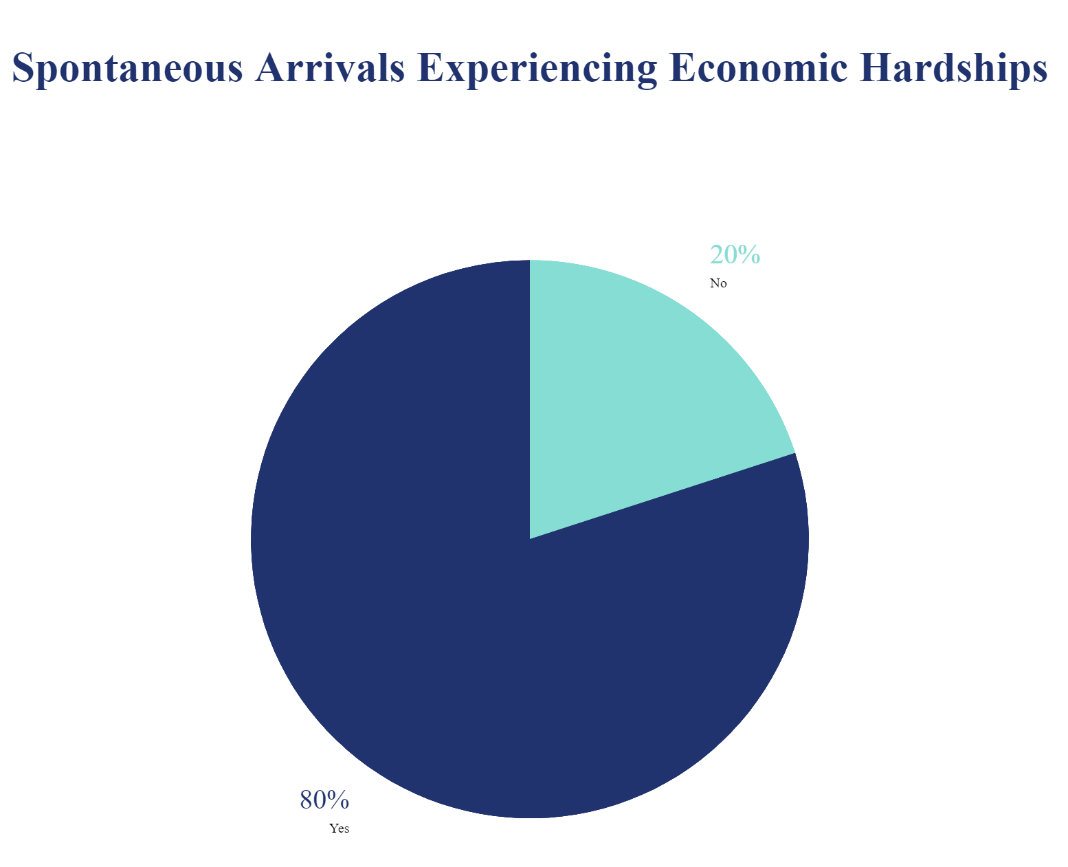 Spontaneous Arrivals Experiencing Economic Hardships
20%
No
80%
Yes